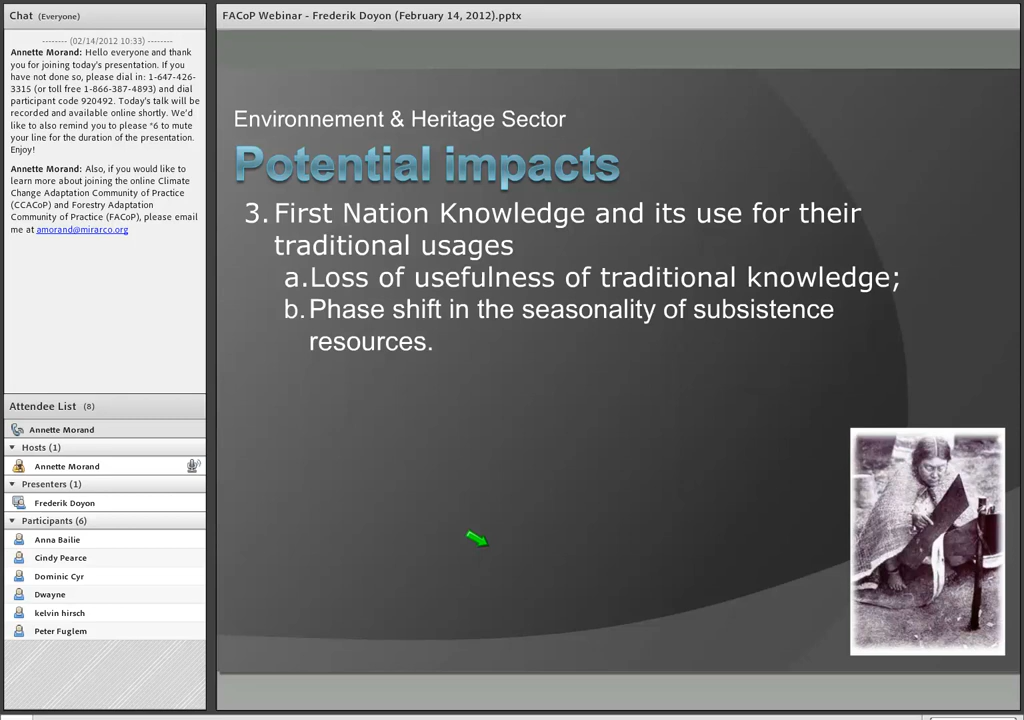 Chat (Everyone)
-------- (02/14/2012 10:33) --------
Annette Morand: Hello everyone and thank
you for joining today's presentation. If you
have not done so, please dial in: 1-647-426-
3315 (or toll free 1-866-387-4893) and dial
participant code 920492. Today's talk will be
recorded and available online shortly. We'd
like to also remind you to please *6 to mute
your line for the duration of the presentation.
Enjoy!
Annette Morand: Also, if you would like to
learn more about joining the online Climate
Change Adaptation Community of Practice
(CCACoP) and Forestry Adaptation
Community of Practice (FACoP), please email
me at amorand@mirarco.org
Attendee List (8)
Annette Morand
Hosts (1)
Annette Morand
Presenters (1)
Frederik Doyon
Participants (6)
Anna Bailie
Cindy Pearce
Dominic Cyr
Dwayne
kelvin hirsch
Peter Fuglem
FACoP Webinar - Frederik Doyon (February 14, 2012).pptx
Environnement & Heritage Sector
Potential impacts
3. First Nation Knowledge and its use for their
traditional usages
a. Loss of usefulness of traditional knowledge;
b. Phase shift in the seasonality of subsistence
resources.